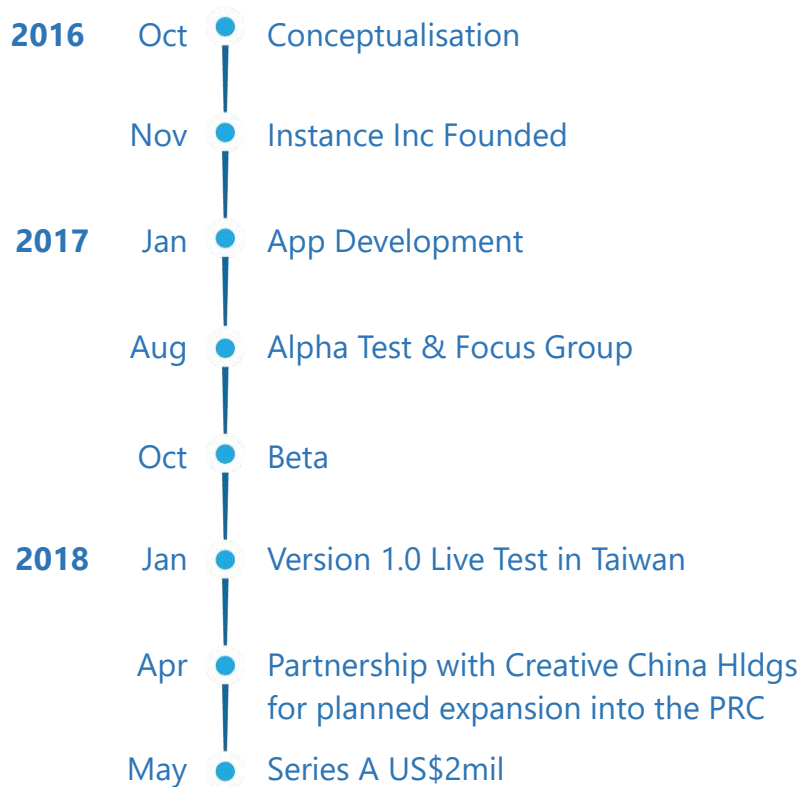 2016 Oct Conceptualisation
Nov Instance Inc Founded
2017 Jan App Development
Aug Alpha Test & Focus Group
Oct Beta
2018 Jan Version 1.0 Live Test in Taiwan
Apr Partnership with Creative China Hldgs
for planned expansion into the PRC
May Series A US$2mil